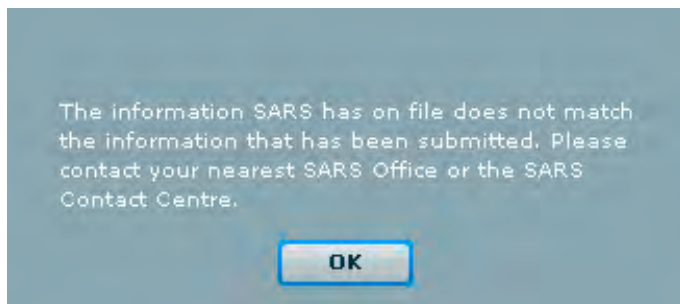 The information SARS has on file does not match
the information that has been submitted. Please
contact your nearest SARS Office or the SARS
Contact Centre.
OK